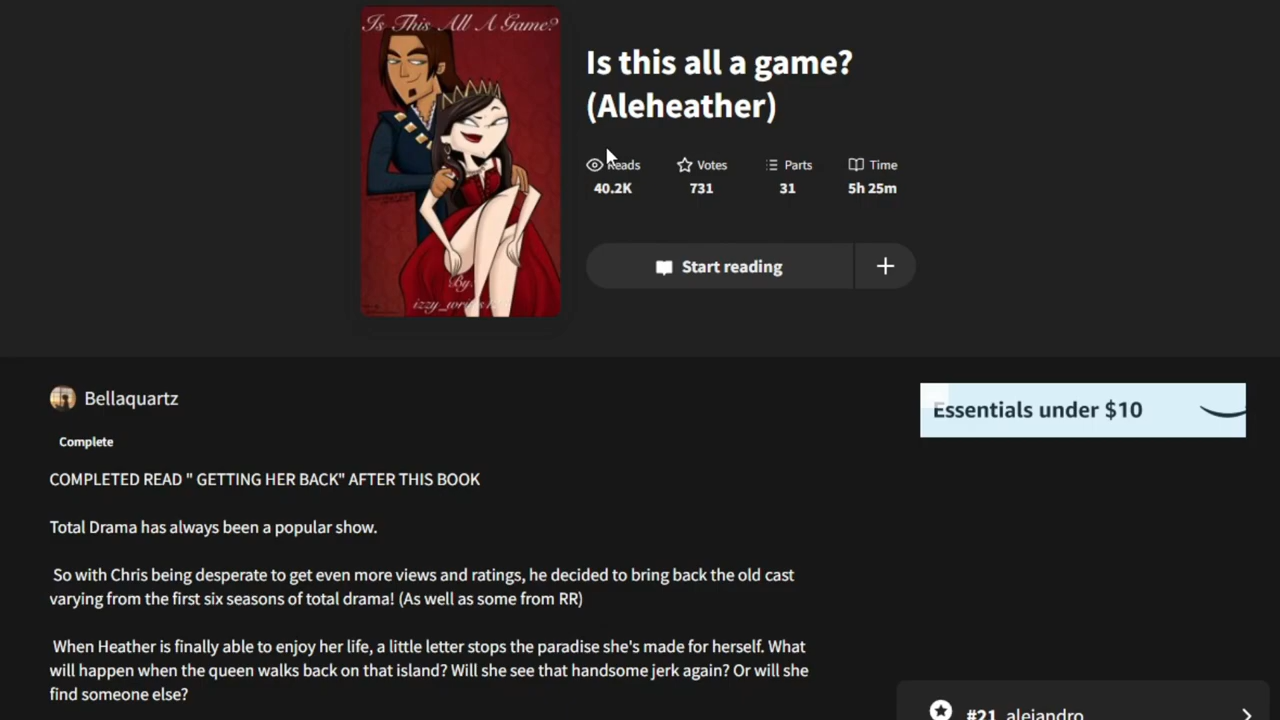 Is This All A Game?
By:
Is this all a game?
(Aleheather)
Reads
40.2K
Votes
731
Parts
31
Time
5h 25m
Start reading
Bellaquartz
Complete
COMPLETED READ " GETTING HER BACK" AFTER THIS BOOK
Total Drama has always been a popular show.
So with Chris being desperate to get even more views and ratings, he decided to bring back the old cast
varying from the first six seasons of total drama! (As well as some from RR)
When Heather is finally able to enjoy her life, a little letter stops the paradise she's made for herself. What
will happen when the queen walks back on that island? Will she see that handsome jerk again? Or will she
find someone else?
Essentials under $10
#21 alejandro